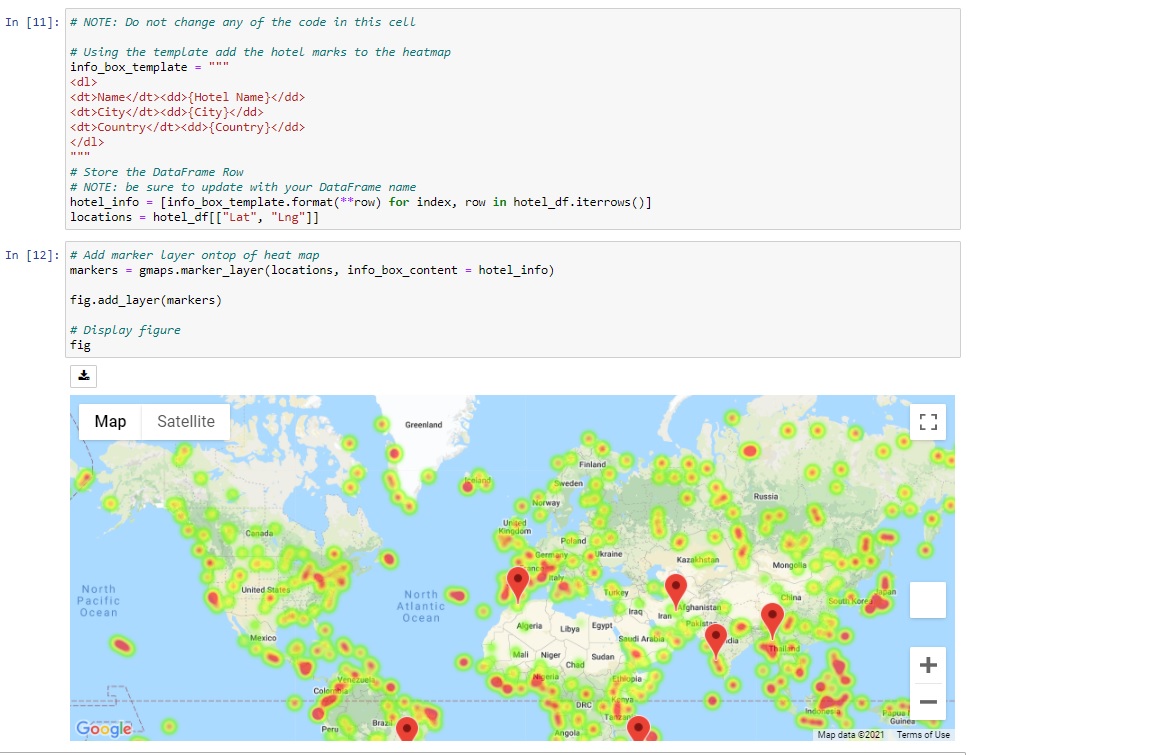 In [11]:
# NOTE: Do not change any of the code in this cell
# Using the template add the hotel marks to the heatmap
info_box_template = """
<dl>
<dt>Name</dt><dd>{Hotel Name}</dd>
<dt>City</dt><dd>{City}</dd>
<dt>Country</dt><dd>{Country}</dd>
</dl>
"""
# Store the DataFrame Row
# NOTE: be sure to update with your DataFrame name
hotel_info = [info_box_template.format(**row) for index, row in hotel_df.iterrows()]
locations = hotel_df[["Lat", "Lng"]]
In [12]:
# Add marker layer ontop of heat map
markers = gmaps.marker_layer(locations, info_box_content = hotel_info)
fig.add_layer(markers)
# Display figure
fig
Map
Satellite
Greenland
Iceland
Finland
Sweden
Norway
Russia
Canada
United
Kingdom
Poland
Germany
Ukraine
Kazakhstan
Mongolia
Italy
North
Pacific
Ocean
United States
North
Atlantic
Ocean
Turkey
China
South Korea
Iraq
Iran
Afghanistan
Algeria
Libya
Egypt
Mexico
Saudi Arabia
Thailand
Mali
Niger
Chad
Sudan
Nigeria
Ethiopia
Venezuela
Colombia
DRC
Kenya
Indonesia
Papua
Guinea
Peru
Brazil
Angola
Google
Map data ©2021
Terms of Use